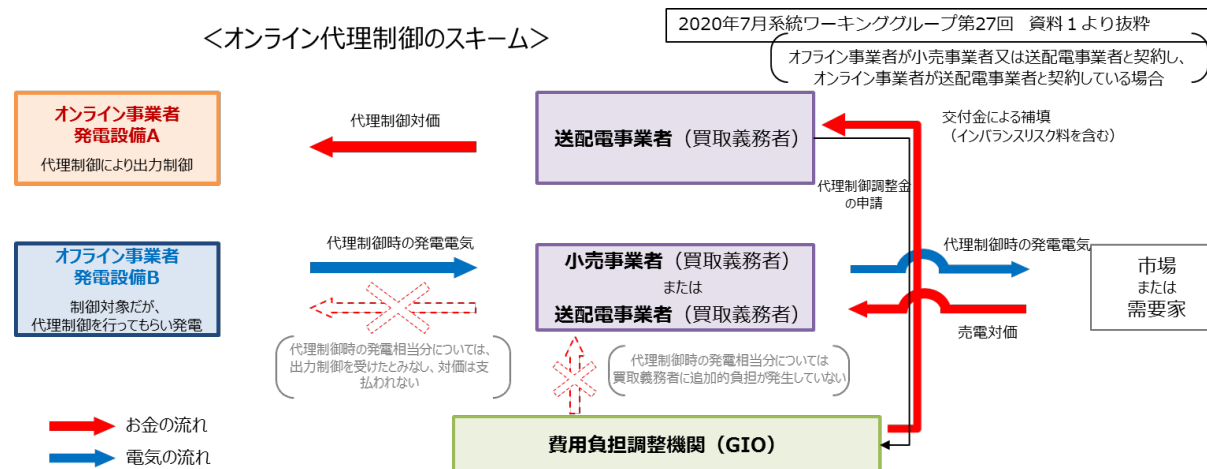 2020年7月系統ワーキンググループ第27回　資料１より抜粋
＜オンライン代理制御のスキーム＞
オフライン事業者が小売事業者又は送配電事業者と契約し、
オンライン事業者が送配電事業者と契約している場合
オンライン事業者
発電設備A
代理制御により出力制御
代理制御対価
送配電事業者（買取義務者）
交付金による補填
（インバランスリスク料を含む）
代理制御調整金
の申請
オフライン事業者
発電設備B
制御対象だが、
代理制御を行ってもらい発電
代理制御時の発電電気
小売事業者（買取義務者）
または
送配電事業者（買取義務者）
代理制御時の発電電気
市場
または
需要家
売電対価
代理制御時の発電相当分については、
出力制御を受けたとみなし、対価は支
払われない
代理制御時の発電相当分については
買取義務者に追加的負担が発生していない
お金の流れ
電気の流れ
費用負担調整機関（GIO）